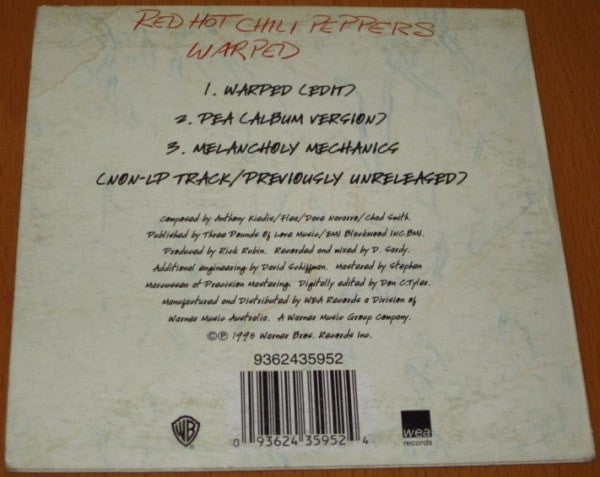 RED HOT CHILI PEPPERS
WARPED
1. WARPED (EDIT)
2. PEA (ALBUM VERSION)
3. MELANCHOLY MECHANICS
(NON-LP TRACK/PREVIOUSLY UNRELEASED)
Composed by Anthony Kiedis/Flea/Dave Navarro/Chad Smith.
Published by Three Pounds Of Love Music/EMI Blackwood INC.BMI.
Produced by Rick Rubin. Recorded and mixed by D. Sardy.
Additional engineering by David Schiffman. Mastered by Stephen
Marcussen at Precision Mastering. Digitally edited by Don C.Tyler.
Manufactured and Distributed by WEA Records a Division of
Warner Music Australia. A Warner Music Group Company.
©℗ 1995 Warner Bros. Records Inc.
9362435952
WB
0 93624 35952 4
wea
records